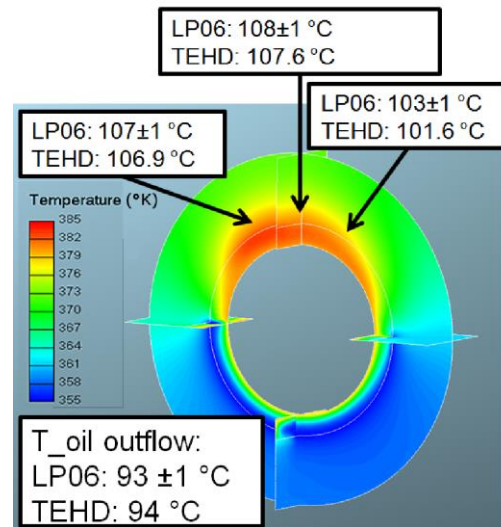 LP06: 108±1 °C
TEHD: 107.6 °C
LP06: 107±1 °C
TEHD: 106.9 °C
LP06: 103±1 °C
TEHD: 101.6 °C
Temperature (°K)
385
382
379
376
373
370
367
364
361
358
355
T_oil outflow:
LP06: 93 ±1 °C
TEHD: 94 °C